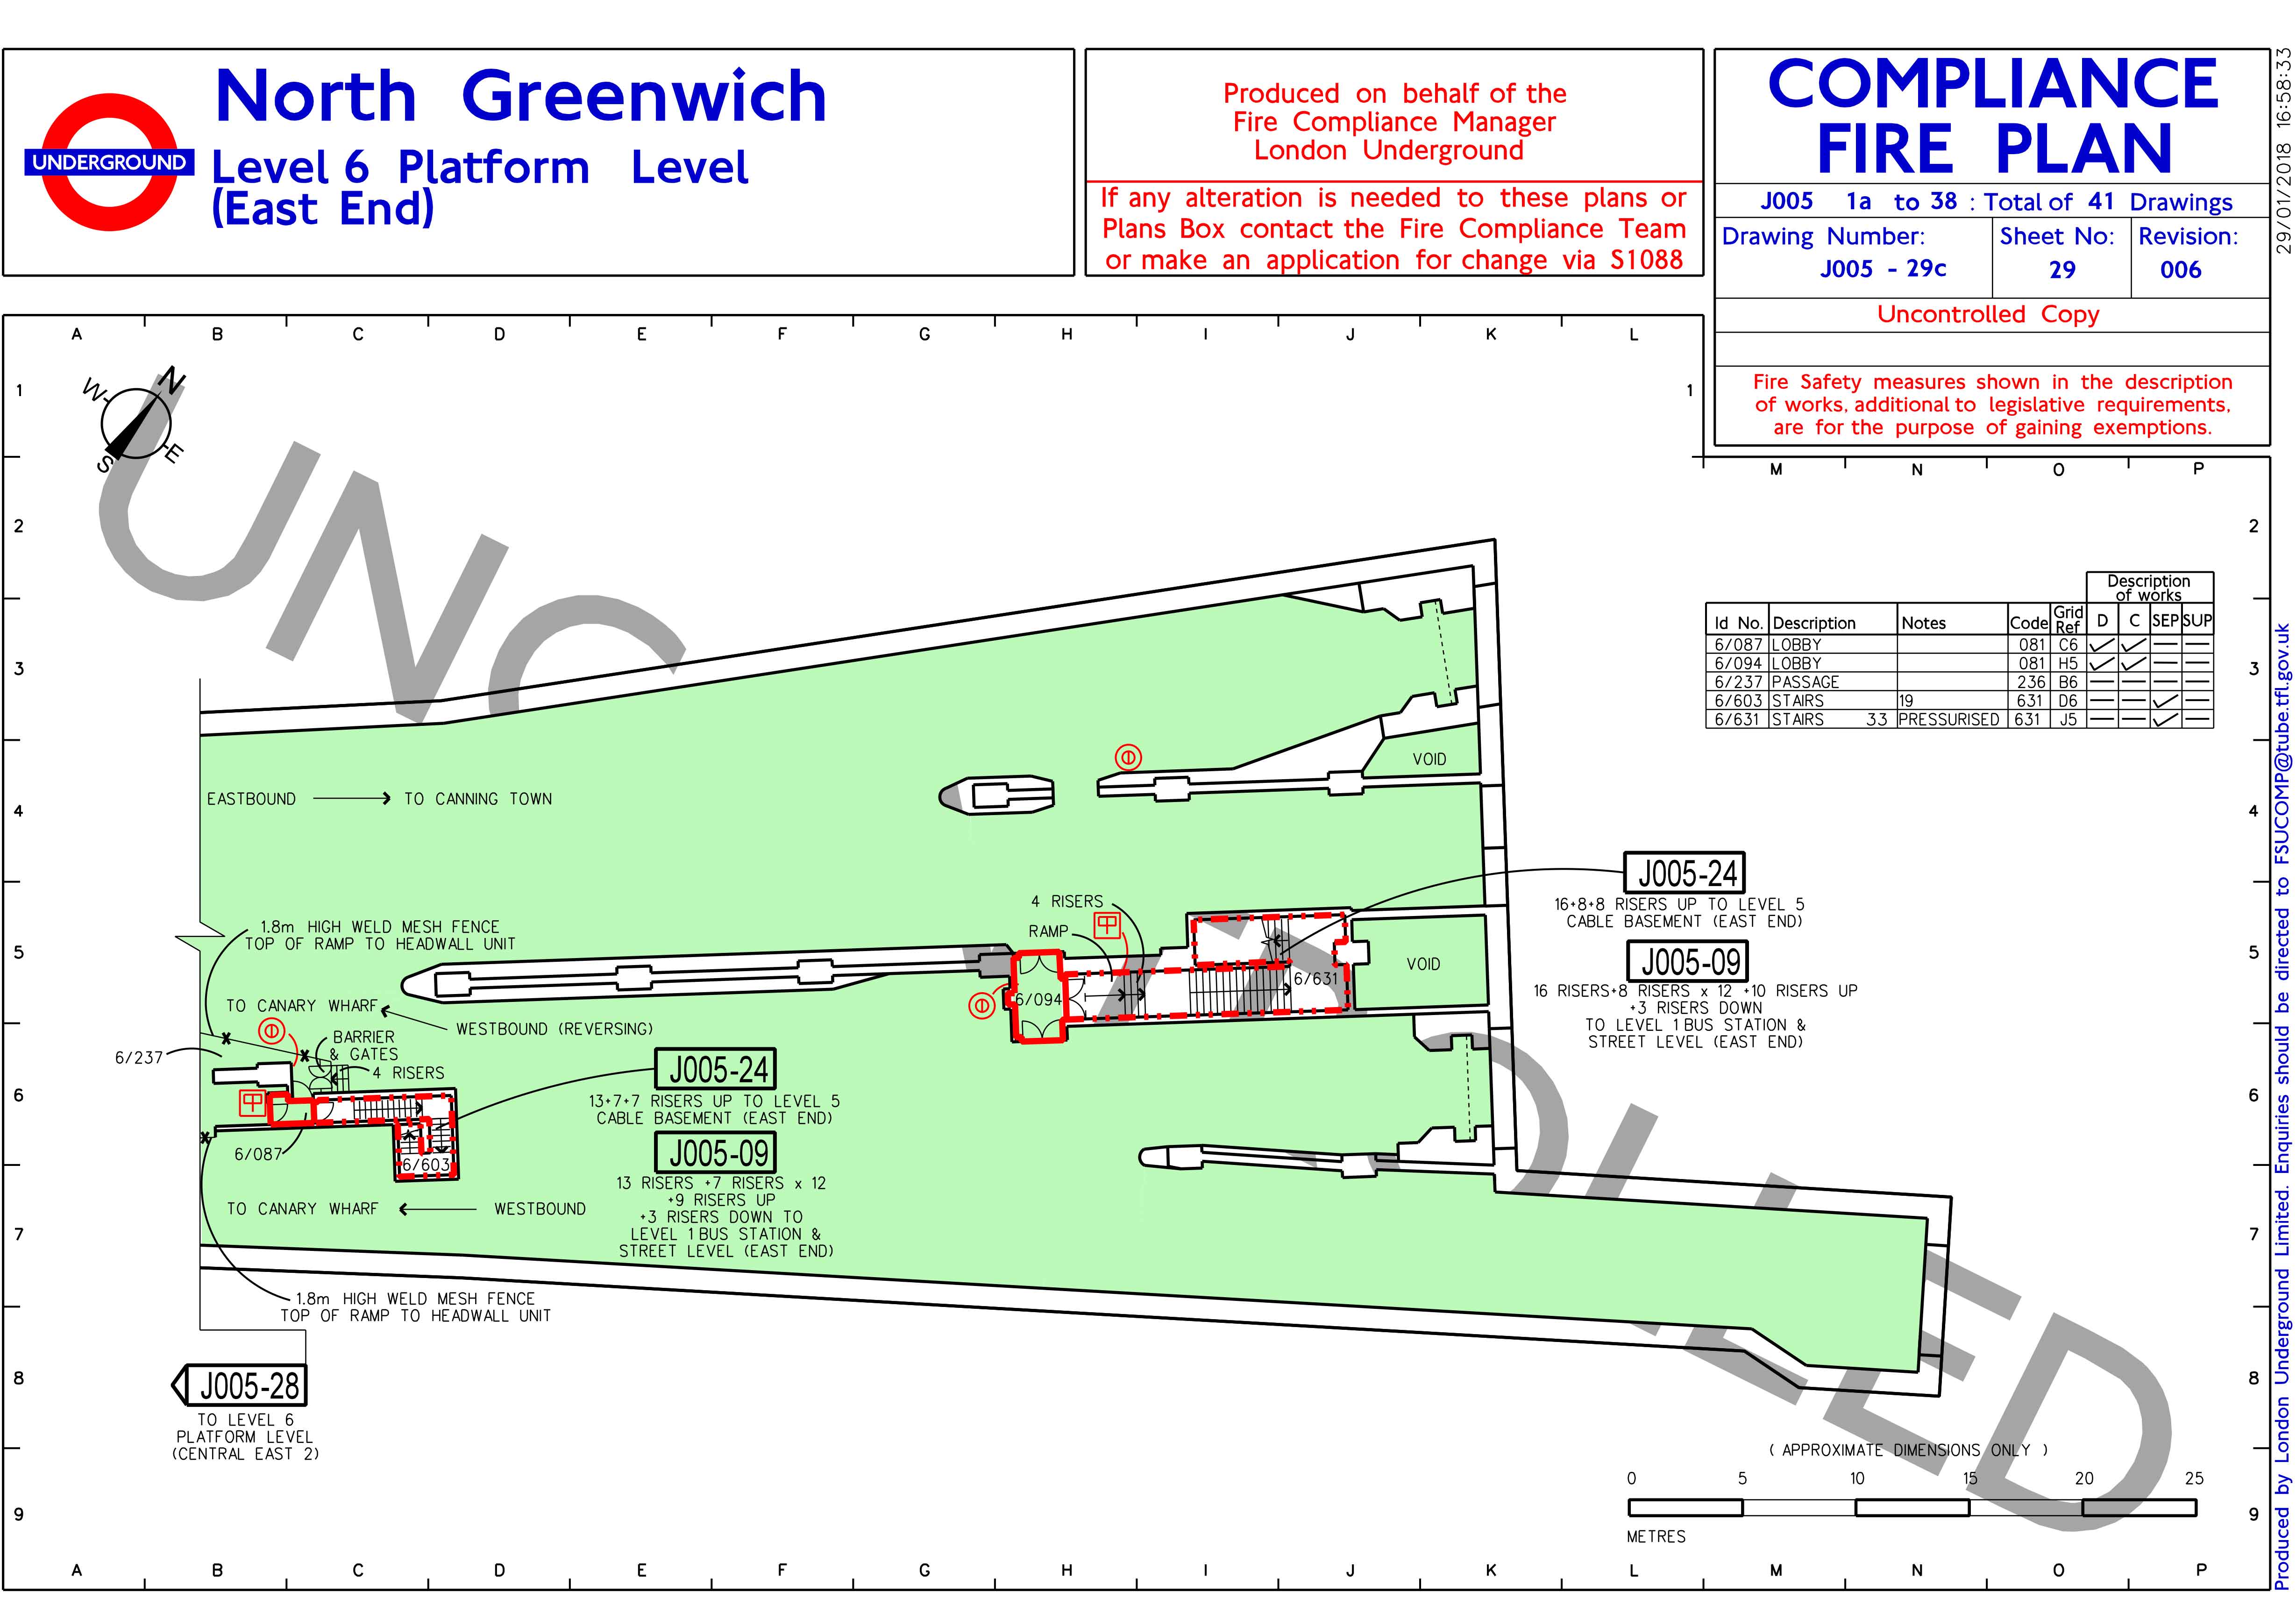 UNDERGROUND
North Greenwich
Level 6 Platform Level
(East End)
Produced on behalf of the
Fire Compliance Manager
London Underground
If any alteration is needed to these plans or
Plans Box contact the Fire Compliance Team
or make an application for change via S1088
COMPLIANCE
FIRE PLAN
J005 1a to 38 : Total of 41 Drawings
Drawing Number: Sheet No: Revision:
J005 - 29c 29 006
Uncontrolled Copy
Fire Safety measures shown in the description
of works, additional to legislative requirements,
are for the purpose of gaining exemptions.
29/01/2018 16:58:33
A B C D E F G H I J K L
M N O P
1 1
2 2
3 3
4 4
5 5
6 6
7 7
8 8
9 9
N
W
E
S
UNCONTROLLED
Description
of works
Id No. Description Notes Code Grid Ref D C SEP SUP
6/087 LOBBY 081 C6
6/094 LOBBY 081 H5
6/237 PASSAGE 236 B6
6/603 STAIRS 19 631 D6
6/631 STAIRS 33 PRESSURISED 631 J5
VOID
EASTBOUND TO CANNING TOWN
J005-24
16+8+8 RISERS UP TO LEVEL 5
CABLE BASEMENT (EAST END)
J005-09
16 RISERS+8 RISERS x 12 +10 RISERS UP
+3 RISERS DOWN
TO LEVEL 1 BUS STATION &
STREET LEVEL (EAST END)
4 RISERS
RAMP
6/631
6/094
VOID
1.8m HIGH WELD MESH FENCE
TOP OF RAMP TO HEADWALL UNIT
TO CANARY WHARF
WESTBOUND (REVERSING)
BARRIER
& GATES
4 RISERS
6/237
6/087
6/603
J005-24
13+7+7 RISERS UP TO LEVEL 5
CABLE BASEMENT (EAST END)
J005-09
13 RISERS +7 RISERS x 12
+9 RISERS UP
+3 RISERS DOWN TO
LEVEL 1 BUS STATION &
STREET LEVEL (EAST END)
TO CANARY WHARF WESTBOUND
1.8m HIGH WELD MESH FENCE
TOP OF RAMP TO HEADWALL UNIT
J005-28
TO LEVEL 6
PLATFORM LEVEL
(CENTRAL EAST 2)
( APPROXIMATE DIMENSIONS ONLY )
0 5 10 15 20 25
METRES
A B C D E F G H I J K L M N O P
Produced by London Underground Limited. Enquiries should be directed to FSUCOMP@tube.tfl.gov.uk